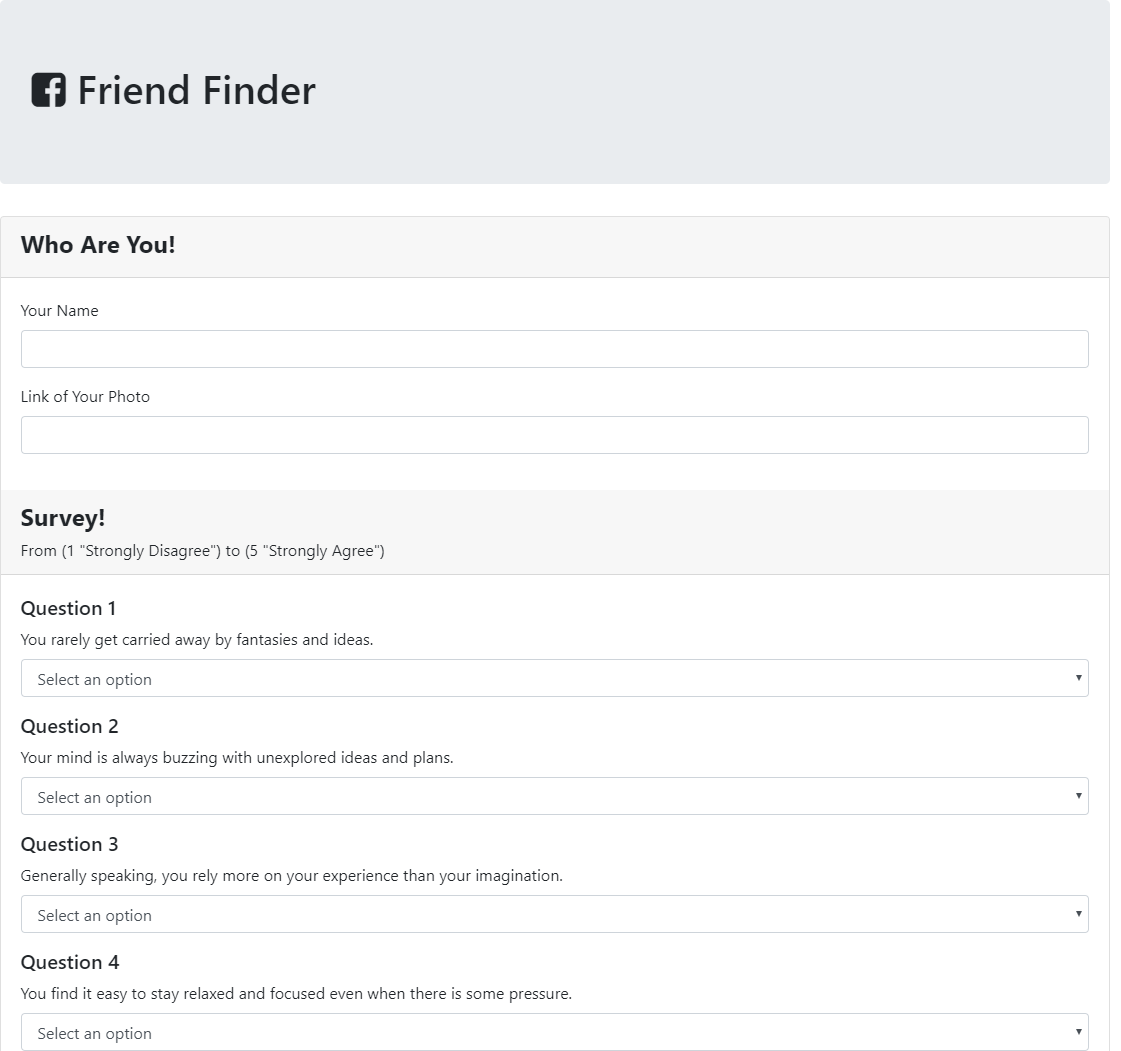 Friend Finder
Who Are You!
Your Name
Link of Your Photo
Survey!
From (1 "Strongly Disagree") to (5 "Strongly Agree")
Question 1
You rarely get carried away by fantasies and ideas.
Select an option
Question 2
Your mind is always buzzing with unexplored ideas and plans.
Select an option
Question 3
Generally speaking, you rely more on your experience than your imagination.
Select an option
Question 4
You find it easy to stay relaxed and focused even when there is some pressure.
Select an option